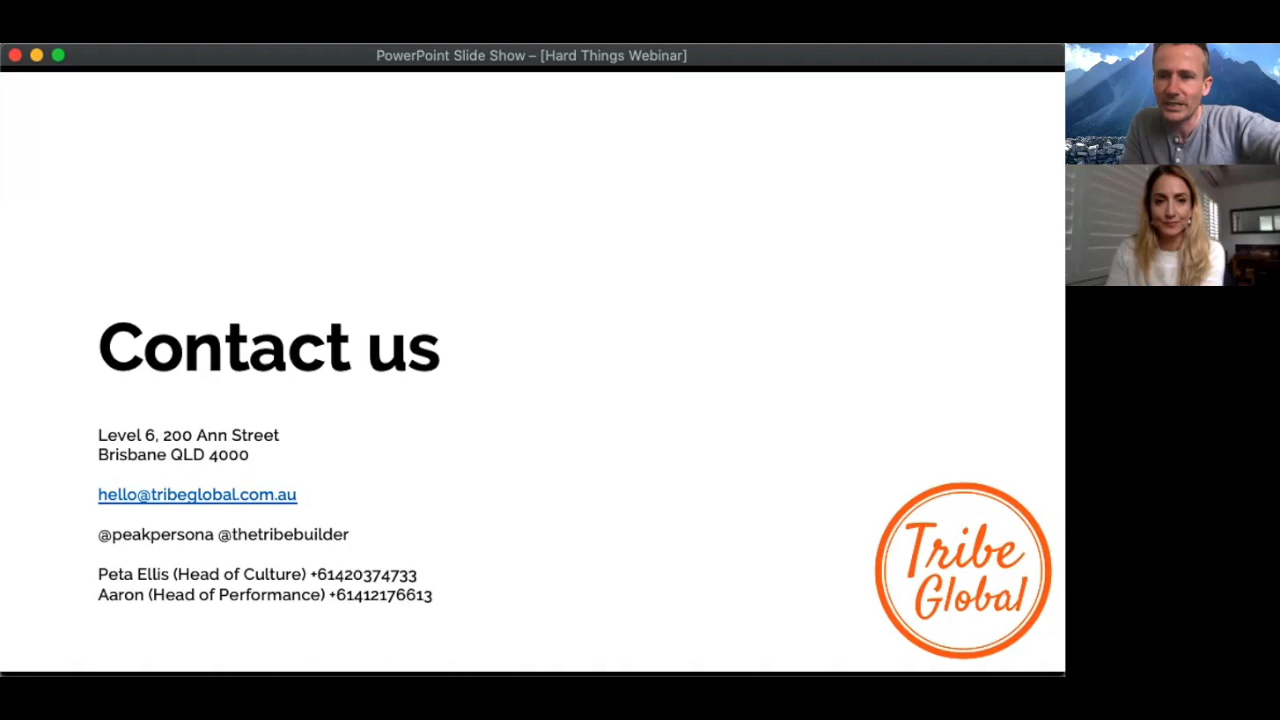 PowerPoint Slide Show – [Hard Things Webinar]
Contact us
Level 6, 200 Ann Street
Brisbane QLD 4000
hello@tribeglobal.com.au
@peakpersona @thetribebuilder
Peta Ellis (Head of Culture) +61420374733
Aaron (Head of Performance) +61412176613
Tribe
Global